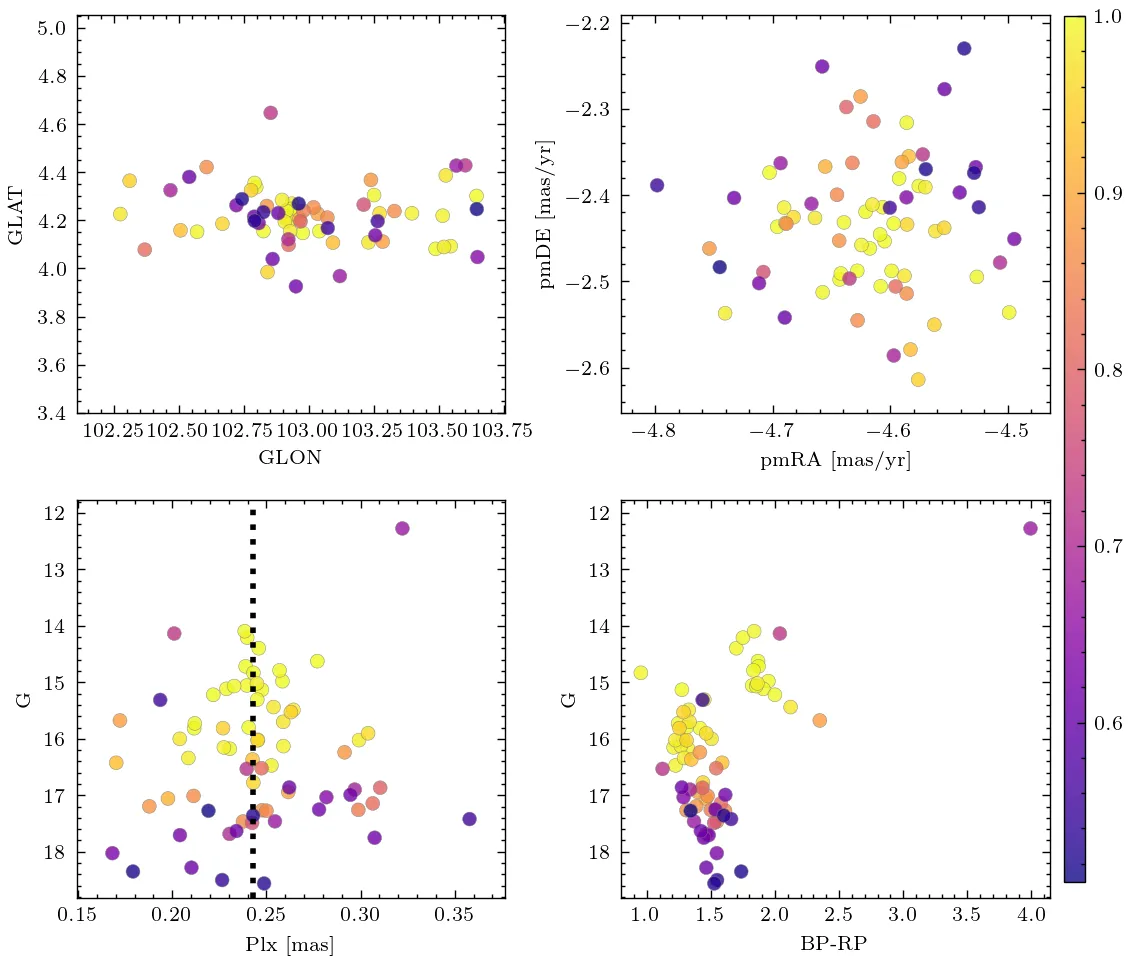 5.0
4.8
4.6
4.4
4.2
4.0
3.8
3.6
3.4
GLAT
102.25 102.50 102.75 103.00 103.25 103.50 103.75
GLON
−2.2
−2.3
−2.4
−2.5
−2.6
pmDE [mas/yr]
−4.8 −4.7 −4.6 −4.5
pmRA [mas/yr]
1.0
0.9
0.8
0.7
0.6
12
13
14
15
16
17
18
G
0.15 0.20 0.25 0.30 0.35
Plx [mas]
12
13
14
15
16
17
18
G
1.0 1.5 2.0 2.5 3.0 3.5 4.0
BP-RP